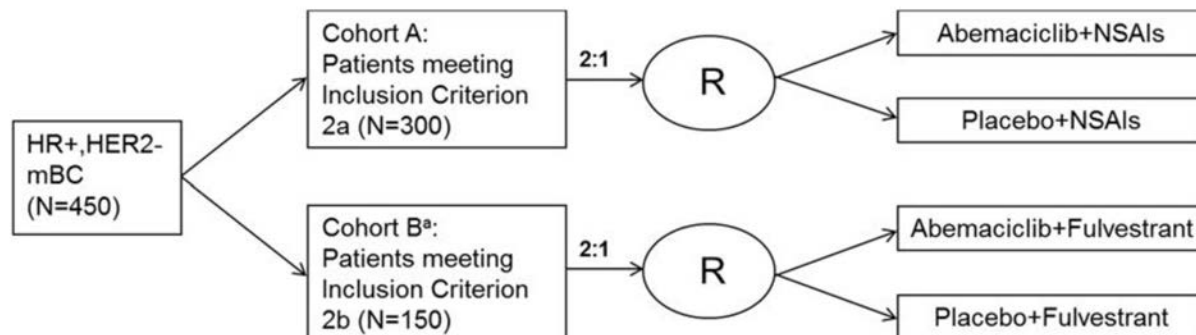 HR+,HER2-
mBC
(N=450)
Cohort A:
Patients meeting
Inclusion Criterion
2a (N=300)
2:1
R
Abemaciclib+NSAIs
Placebo+NSAIs
Cohort Bᵃ:
Patients meeting
Inclusion Criterion
2b (N=150)
2:1
R
Abemaciclib+Fulvestrant
Placebo+Fulvestrant